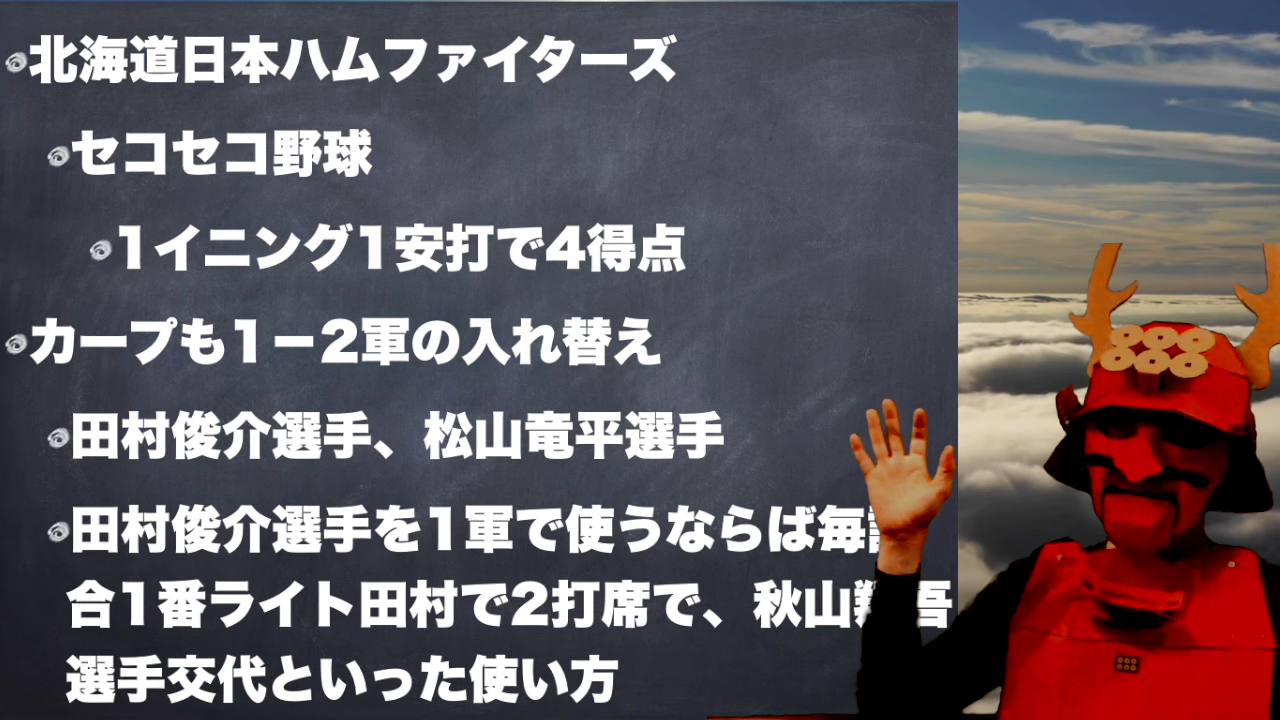 北海道日本ハムファイターズ
セコセコ野球
1イニング1安打で4得点
カープも1－2軍の入れ替え
田村俊介選手、松山竜平選手
田村俊介選手を1軍で使うならば毎
合1番ライト田村で2打席で、秋山 吾
選手交代といった使い方